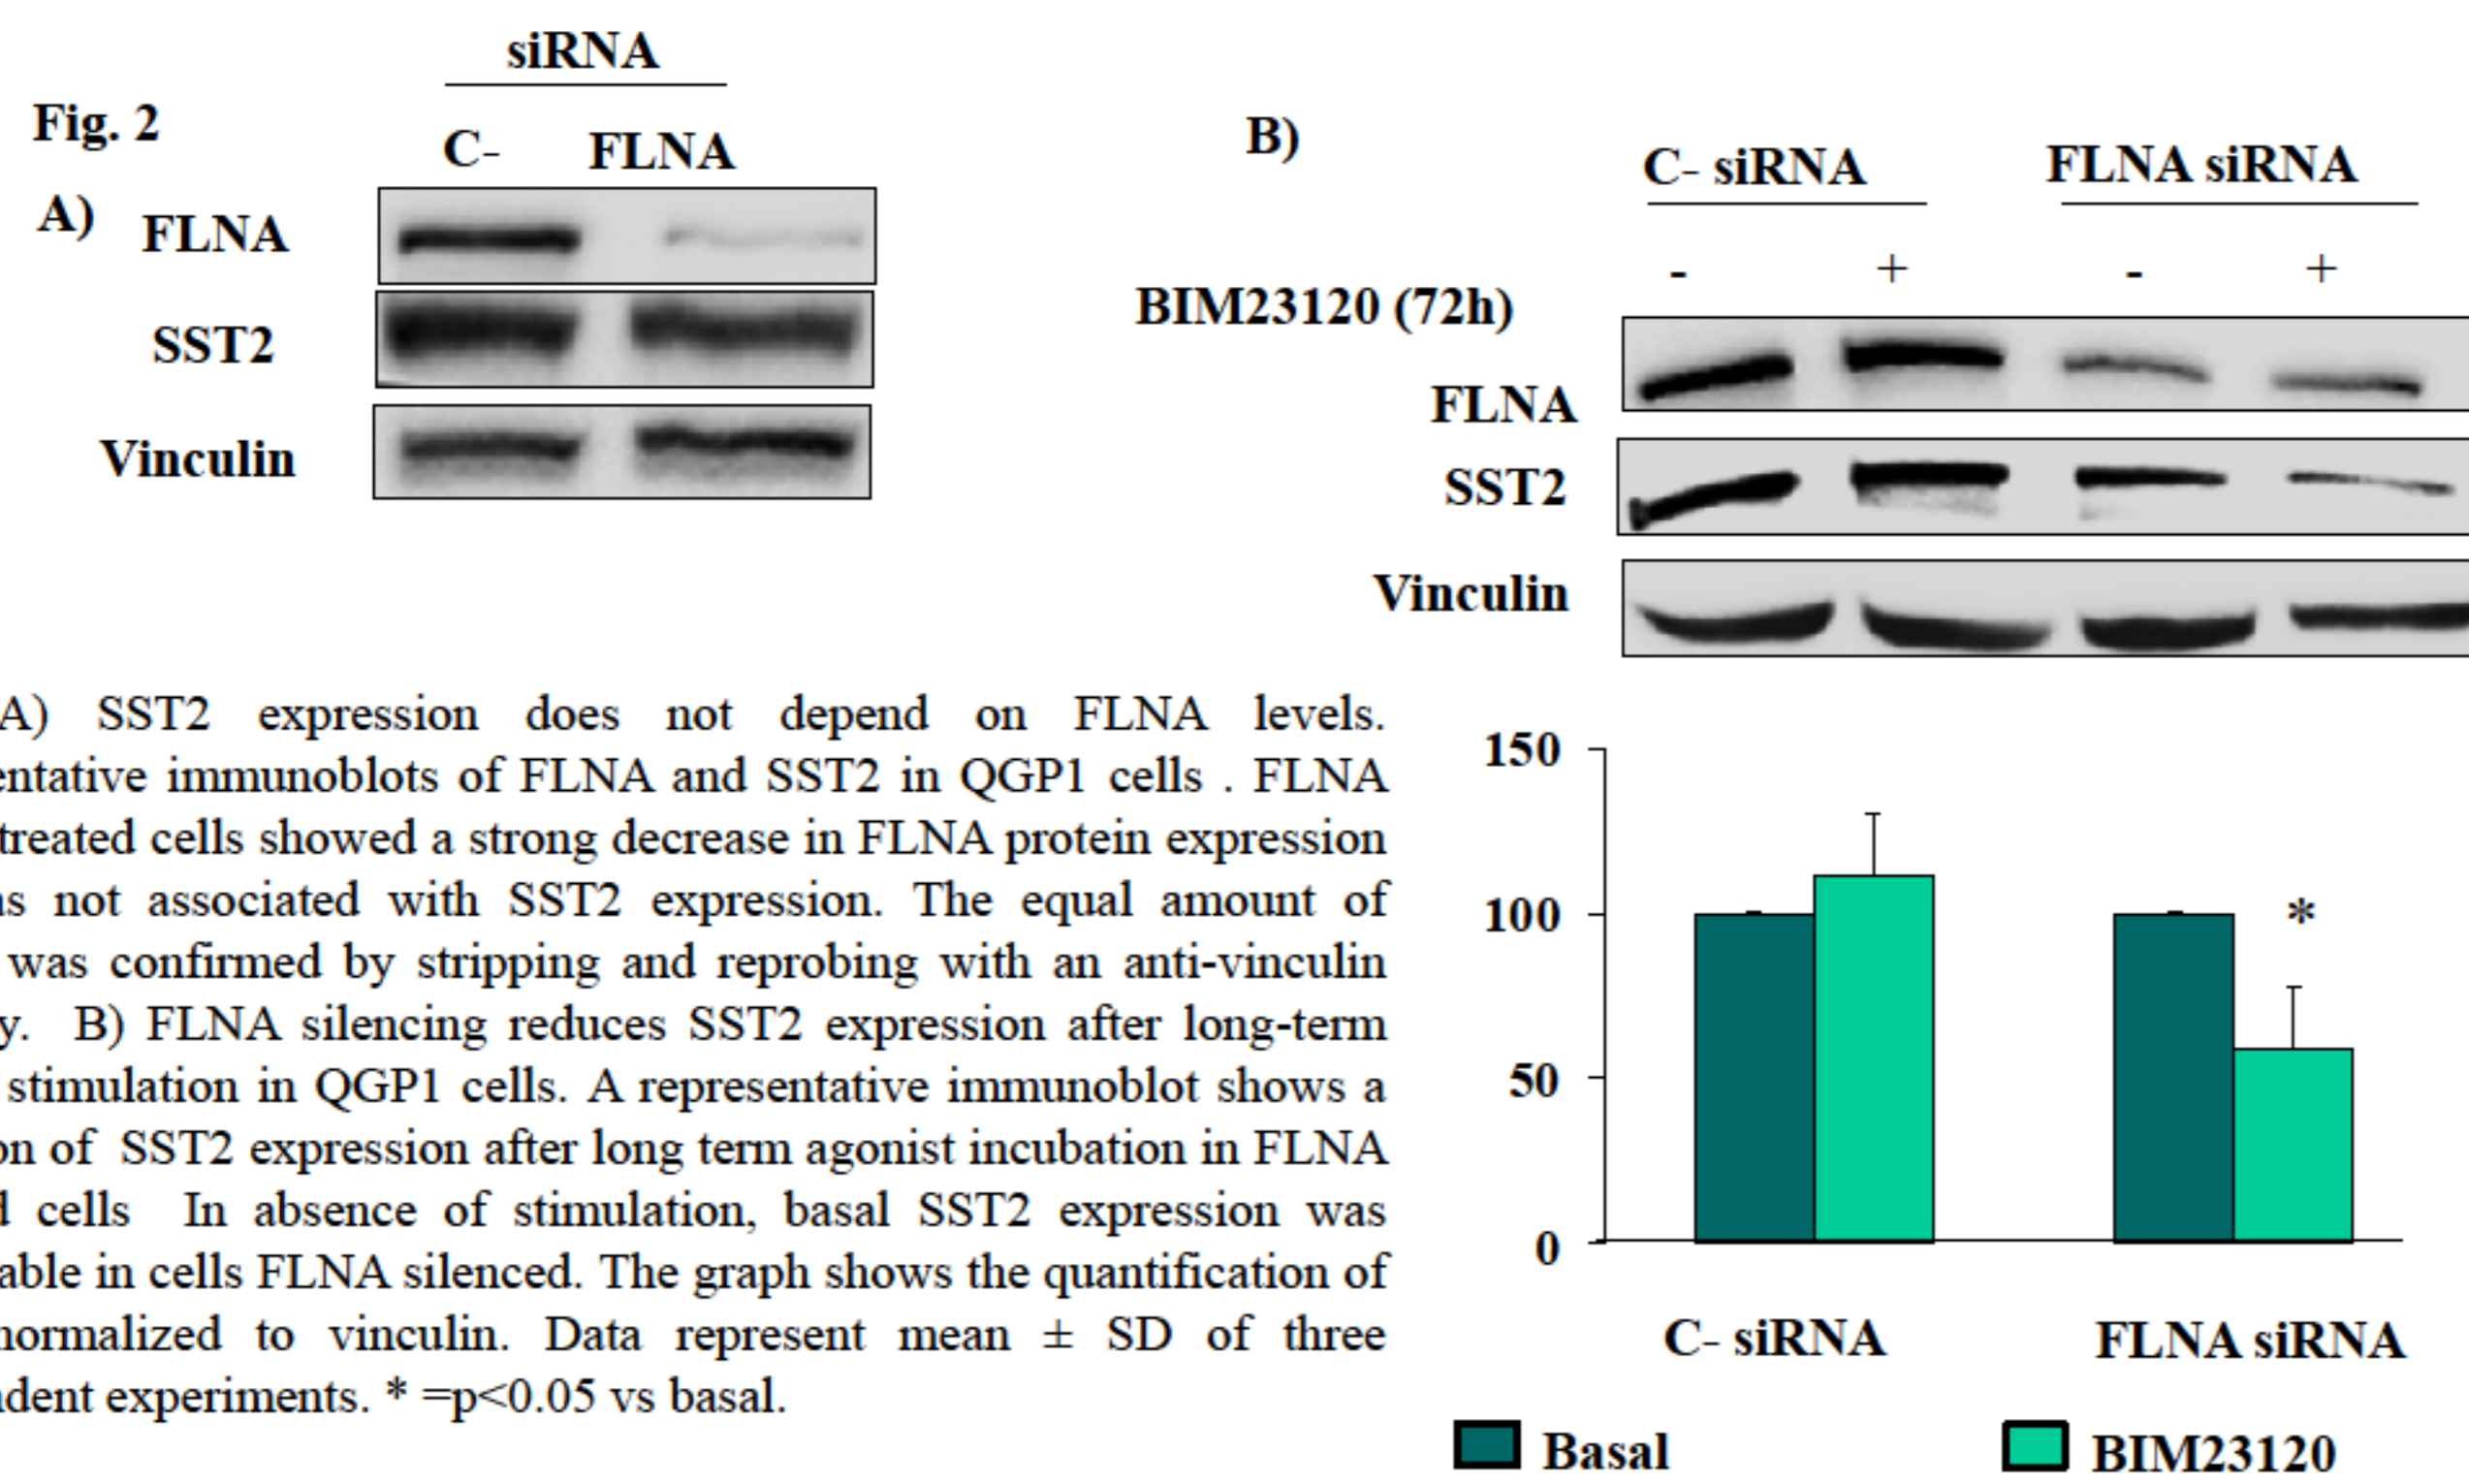 siRNA
Fig. 2
C- FLNA
A)
FLNA
SST2
Vinculin
B)
C- siRNA FLNA siRNA
- + - +
BIM23120 (72h)
FLNA
SST2
Vinculin
A) SST2 expression does not depend on FLNA levels.
entative immunoblots of FLNA and SST2 in QGP1 cells . FLNA
treated cells showed a strong decrease in FLNA protein expression
as not associated with SST2 expression. The equal amount of
was confirmed by stripping and reprobing with an anti-vinculin
y. B) FLNA silencing reduces SST2 expression after long-term
stimulation in QGP1 cells. A representative immunoblot shows a
on of SST2 expression after long term agonist incubation in FLNA
d cells In absence of stimulation, basal SST2 expression was
able in cells FLNA silenced. The graph shows the quantification of
normalized to vinculin. Data represent mean ± SD of three
ndent experiments. * =p<0.05 vs basal.
150
100
50
0
*
C- siRNA FLNA siRNA
Basal BIM23120